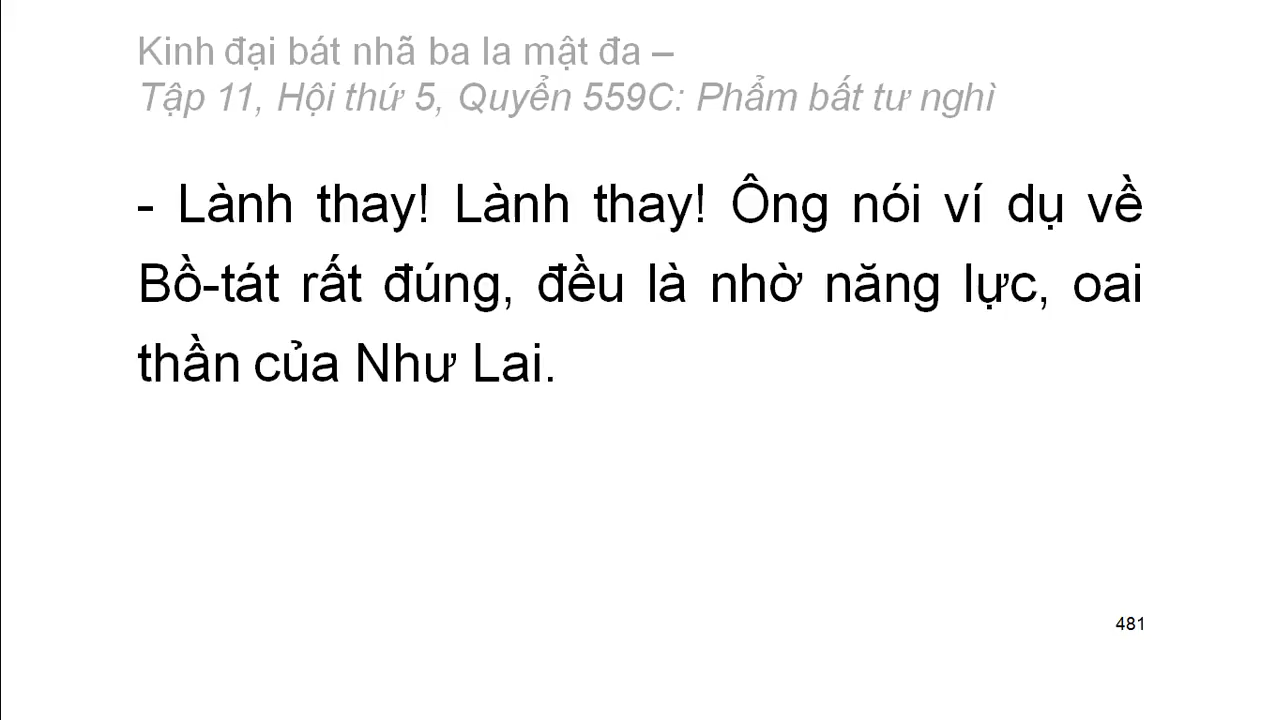 Kinh đại bát nhã ba la mật đa –
Tập 11, Hội thứ 5, Quyển 559C: Phẩm bất tư nghì
- Lành thay! Lành thay! Ông nói ví dụ về
Bồ-tát rất đúng, đều là nhờ năng lực, oai
thần của Như Lai.
481